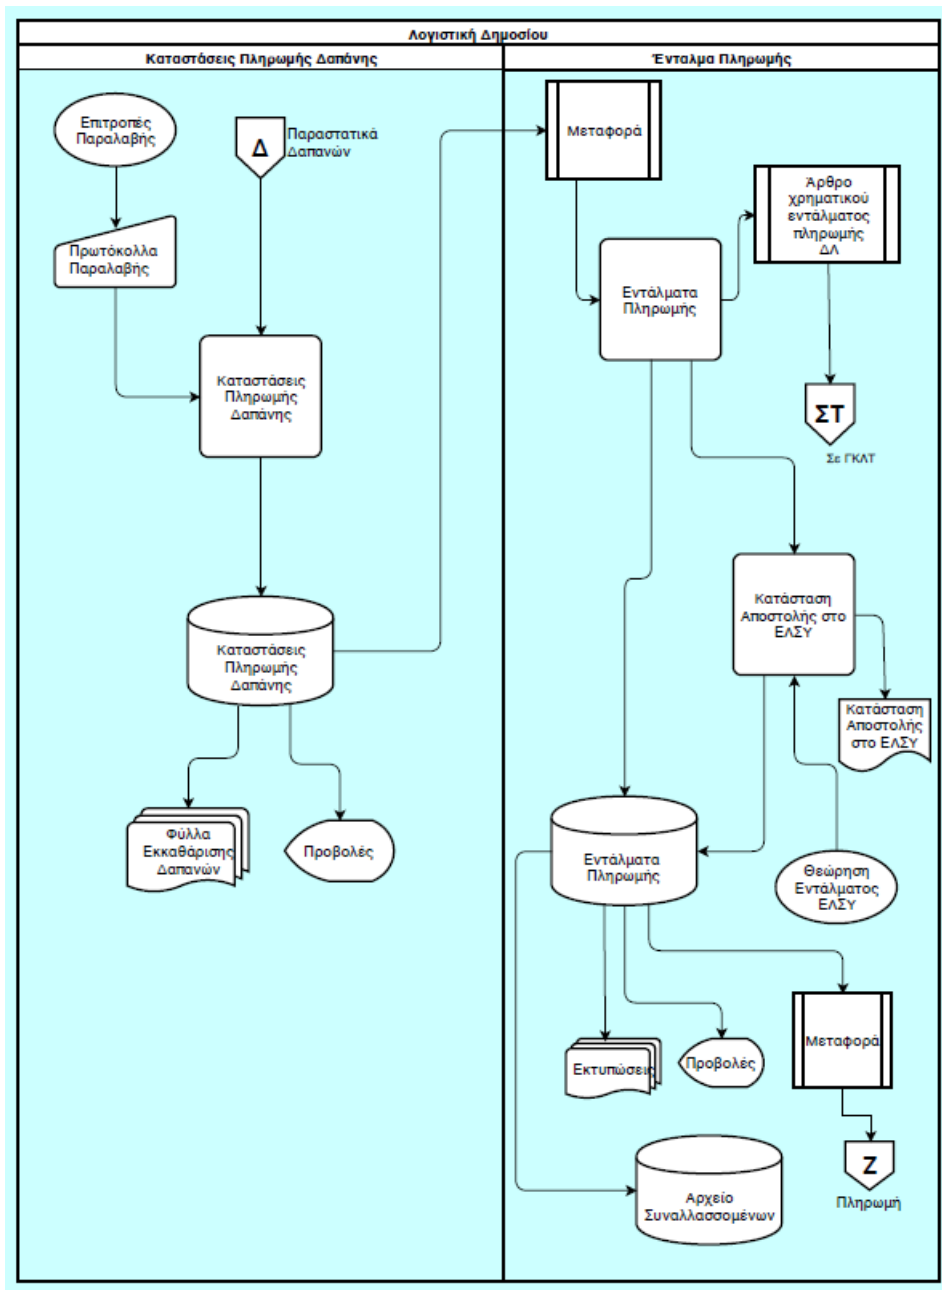 Λογιστική Δημοσίου
Καταστάσεις Πληρωμής Δαπάνης
Ένταλμα Πληρωμής
Επιτροπές
Παραλαβής
Δ
Παραστατικά
Δαπανών
Πρωτόκολλα
Παραλαβής
Καταστάσεις
Πληρωμής
Δαπάνης
Καταστάσεις
Πληρωμής
Δαπάνης
Φύλλα
Εκκαθάρισης
Δαπανών
Προβολές
Μεταφορά
Άρθρο
χρηματικού
εντάλματος
πληρωμής
ΔΛ
Εντάλματα
Πληρωμής
ΣΤ
Σε ΓΚΛΤ
Κατάσταση
Αποστολής στο
ΕΛΣΥ
Κατάσταση
Αποστολής
στο ΕΛΣΥ
Εντάλματα
Πληρωμής
Θεώρηση
Εντάλματος
ΕΛΣΥ
Εκτυπώσεις
Προβολές
Μεταφορά
Ζ
Πληρωμή
Αρχείο
Συναλλασσομένων